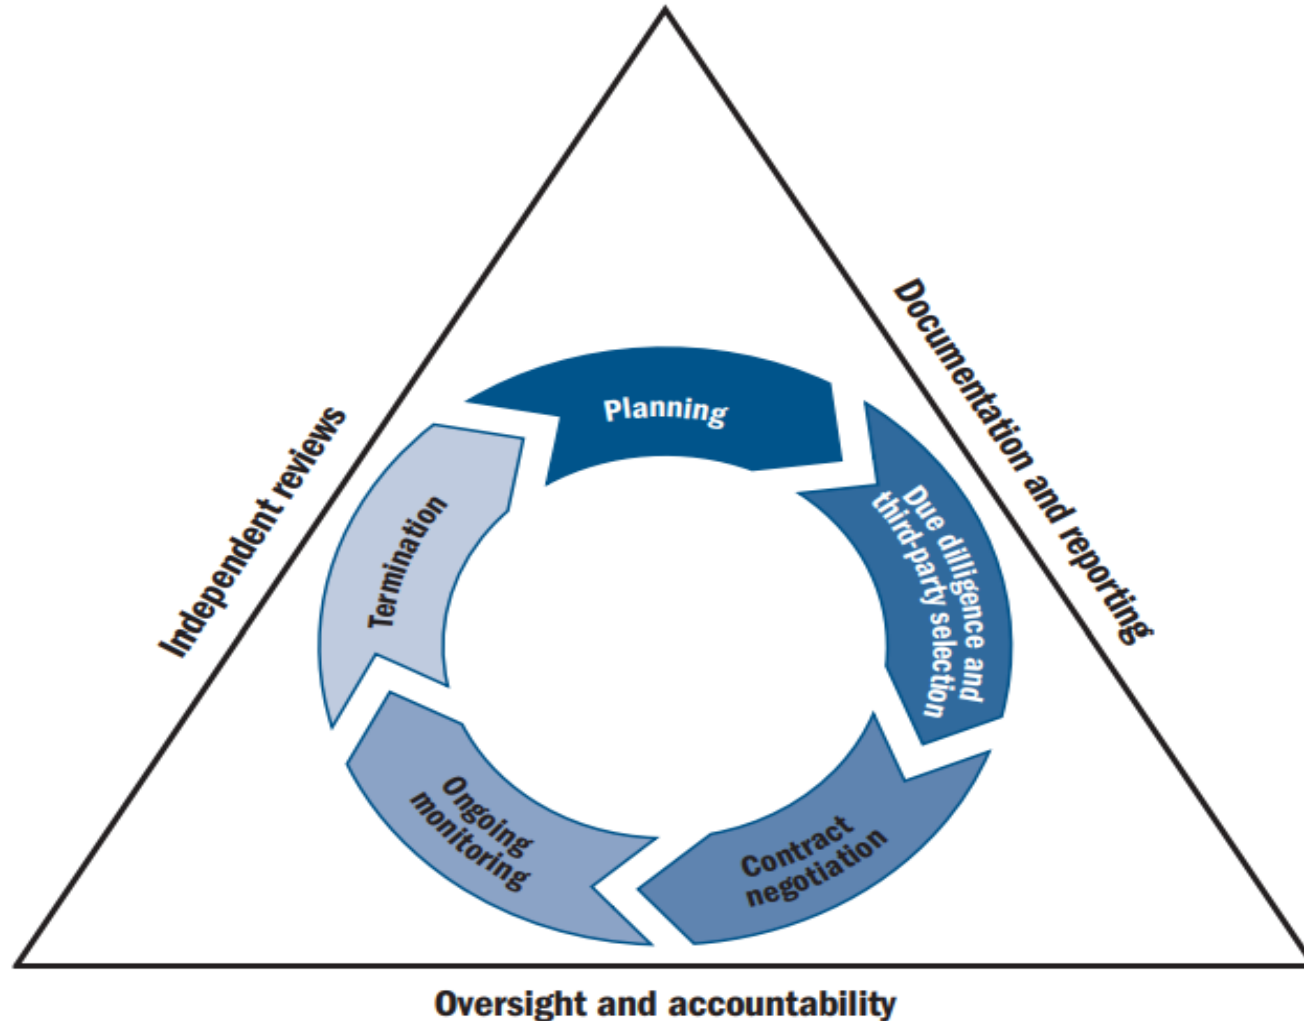 Planning
Due dilligence and
third-party selection
Contract
negotiation
Ongoing
monitoring
Termination
Independent reviews
Documentation and reporting
Oversight and accountability